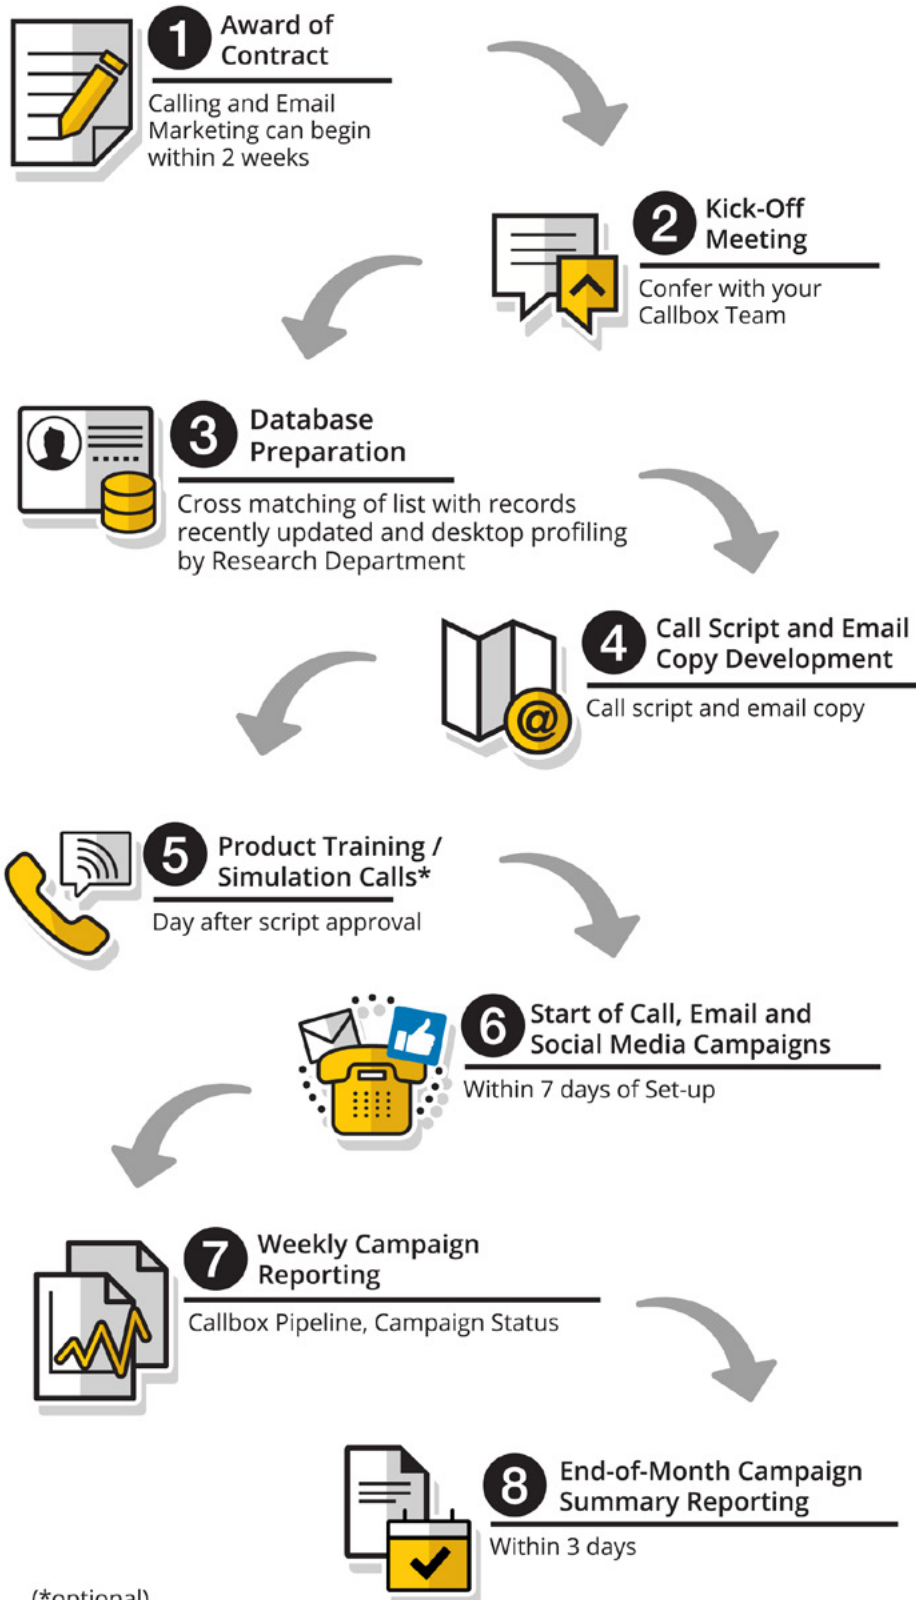 1 Award of
Contract
Calling and Email
Marketing can begin
within 2 weeks
2 Kick-Off
Meeting
Confer with your
Callbox Team
3 Database
Preparation
Cross matching of list with records
recently updated and desktop profiling
by Research Department
4 Call Script and Email
Copy Development
@
Call script and email copy
5 Product Training /
Simulation Calls*
Day after script approval
6 Start of Call, Email and
Social Media Campaigns
Within 7 days of Set-up
7 Weekly Campaign
Reporting
Callbox Pipeline, Campaign Status
8 End-of-Month Campaign
Summary Reporting
Within 3 days
(*optional)